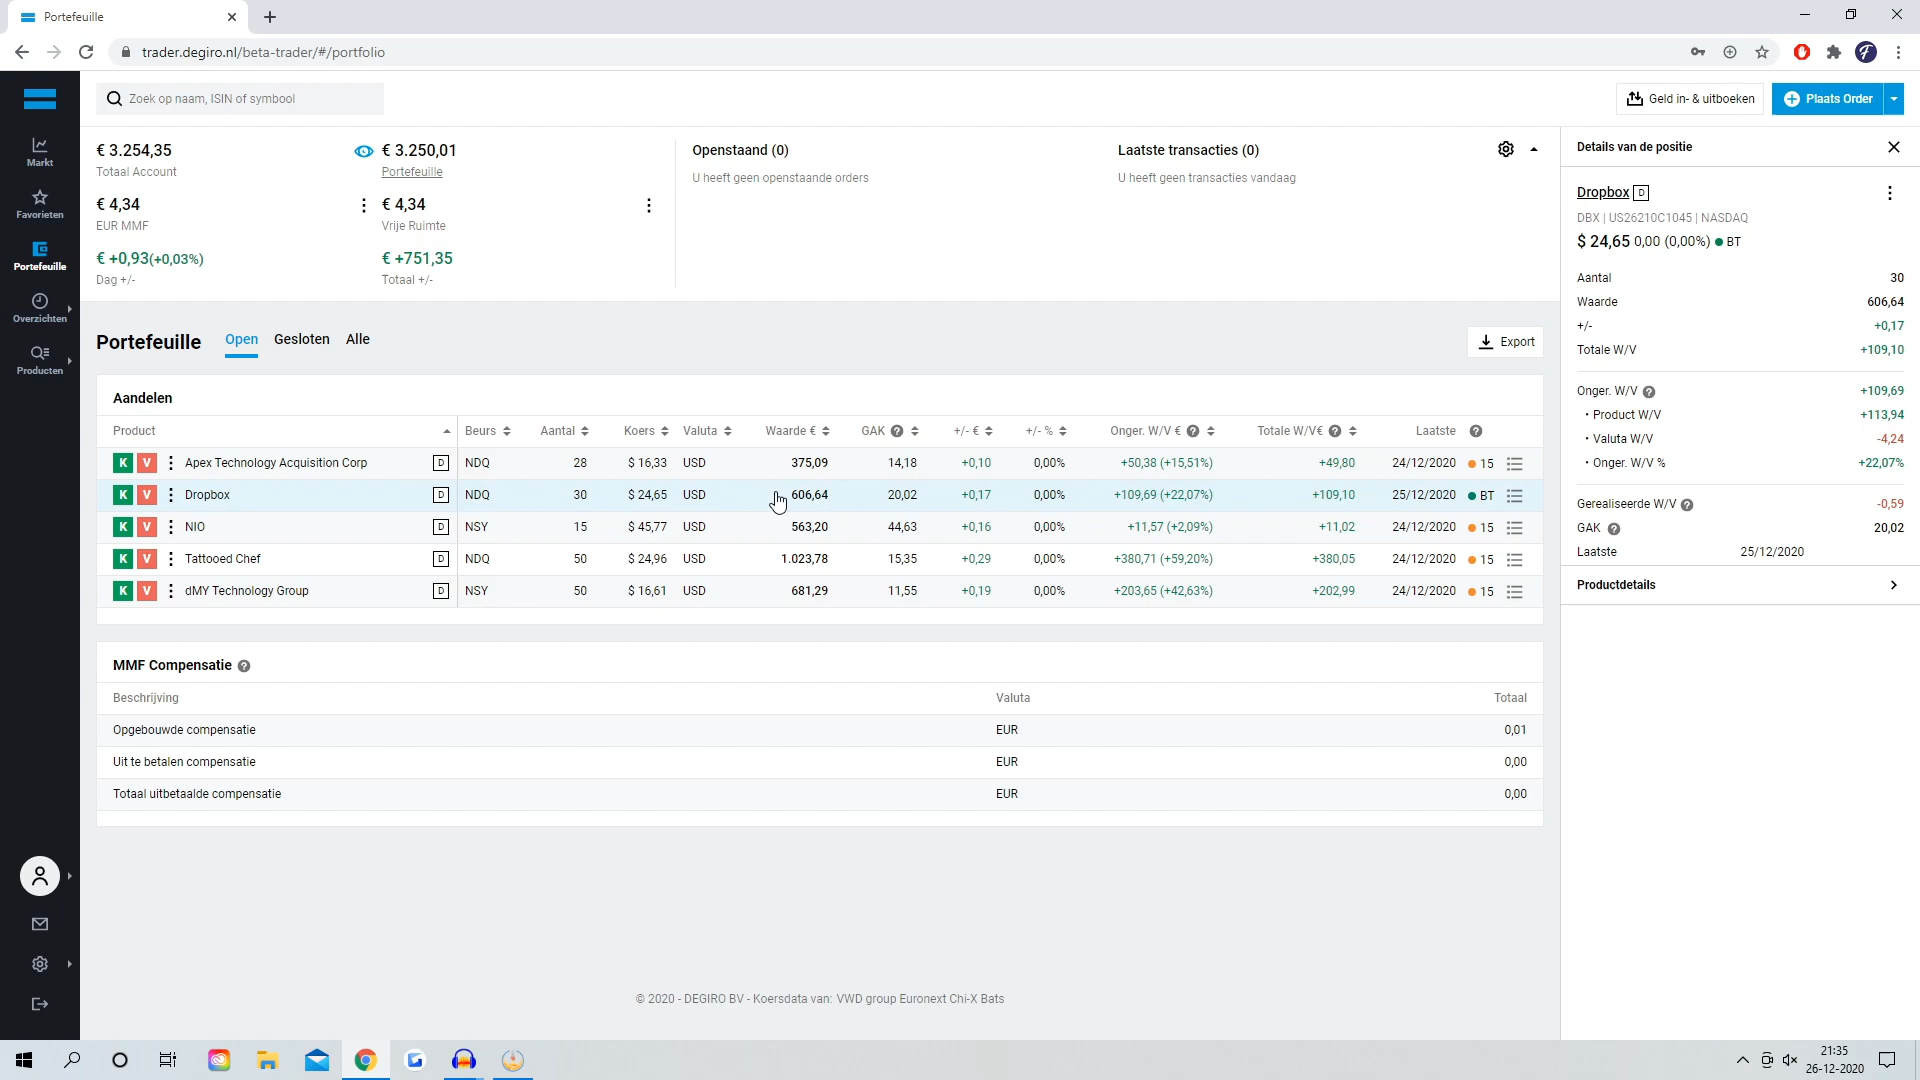 Portefeuille
trader.degiro.nl/beta-trader/#/portfolio
Zoek op naam, ISIN of symbol
Geld in- & uitboeken
Plaats Order
Markt
Favorieten
Portefeuille
Overzichten
Producten
€ 3.254,35
Totaal Account
€ 3.250,01
Portefeuille
€ 4,34
EUR MMF
€ 4,34
Vrije Ruimte
€ +0,93(+0,03%)
Dag +/-
€ +751,35
Totaal +/-
Openstaand (0)
U heeft geen openstaande orders
Laatste transacties (0)
U heeft geen transacties vandaag
Portefeuille Open Gesloten Alle
Export
Aandelen
Product Beurs Aantal Koers Valuta Waarde € GAK +/- € +/- % Onger. W/V € Totale W/V€ Laatste
K V Apex Technology Acquisition Corp D NDQ 28 $ 16,33 USD 375,09 14,18 +0,10 0,00% +50,38 (+15,51%) +49,80 24/12/2020 15
K V Dropbox D NDQ 30 $ 24,65 USD 606,64 20,02 +0,17 0,00% +109,69 (+22,07%) +109,10 25/12/2020 BT
K V NIO D NSY 15 $ 45,77 USD 563,20 44,63 +0,16 0,00% +11,57 (+2,09%) +11,02 24/12/2020 15
K V Tattooed Chef D NDQ 50 $ 24,96 USD 1.023,78 15,35 +0,29 0,00% +380,71 (+59,20%) +380,05 24/12/2020 15
K V dMY Technology Group D NSY 50 $ 16,61 USD 681,29 11,55 +0,19 0,00% +203,65 (+42,63%) +202,99 24/12/2020 15
MMF Compensatie
Beschrijving Valuta Totaal
Opgebouwde compensatie EUR 0,01
Uit te betalen compensatie EUR 0,00
Totaal uitbetaalde compensatie EUR 0,00
© 2020 - DEGIRO BV - Koersdata van: VWD group Euronext Chi-X Bats
Details van de positie
Dropbox D
DBX | US26210C1045 | NASDAQ
$ 24,65 0,00 (0,00%) BT
Aantal 30
Waarde 606,64
+/- +0,17
Totale W/V +109,10
Onger. W/V +109,69
• Product W/V +113,94
• Valuta W/V -4,24
• Onger. W/V % +22,07%
Gerealiseerde W/V -0,59
GAK 20,02
Laatste 25/12/2020
Productdetails
21:35
26-12-2020